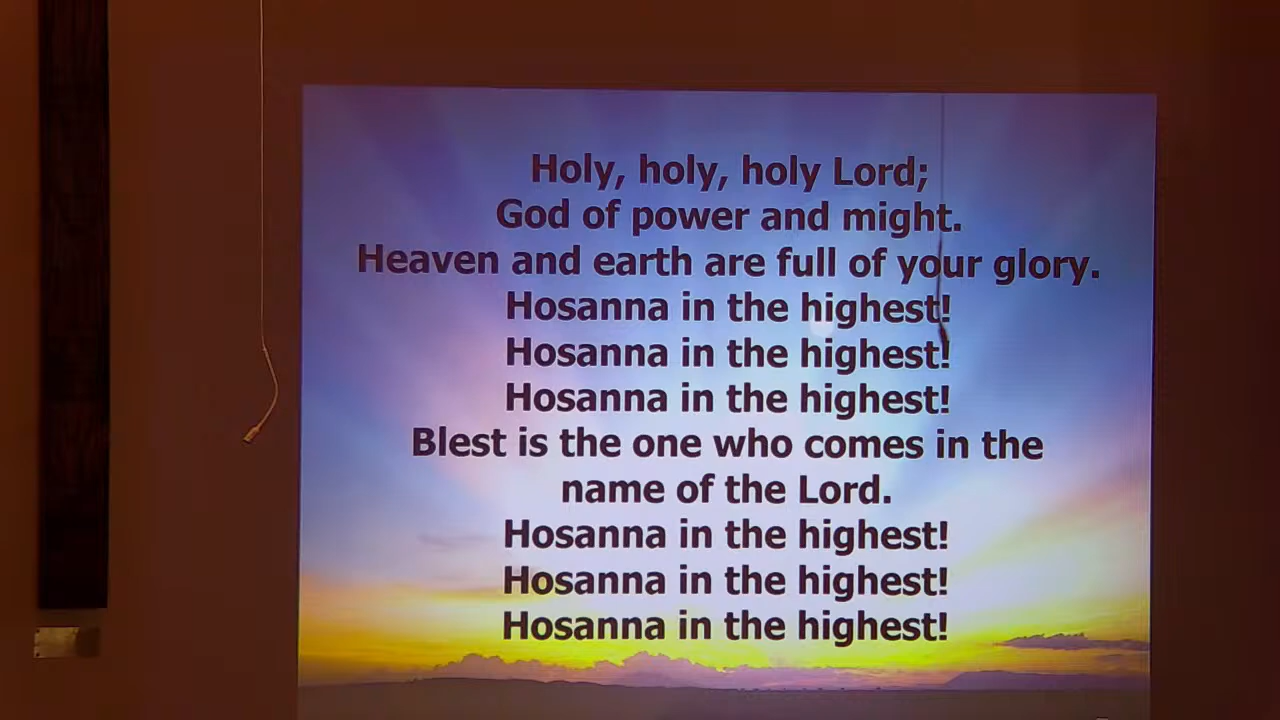 Holy, holy, holy Lord;
God of power and might.
Heaven and earth are full of your glory.
Hosanna in the highest!
Hosanna in the highest!
Hosanna in the highest!
Blest is the one who comes in the
name of the Lord.
Hosanna in the highest!
Hosanna in the highest!
Hosanna in the highest!